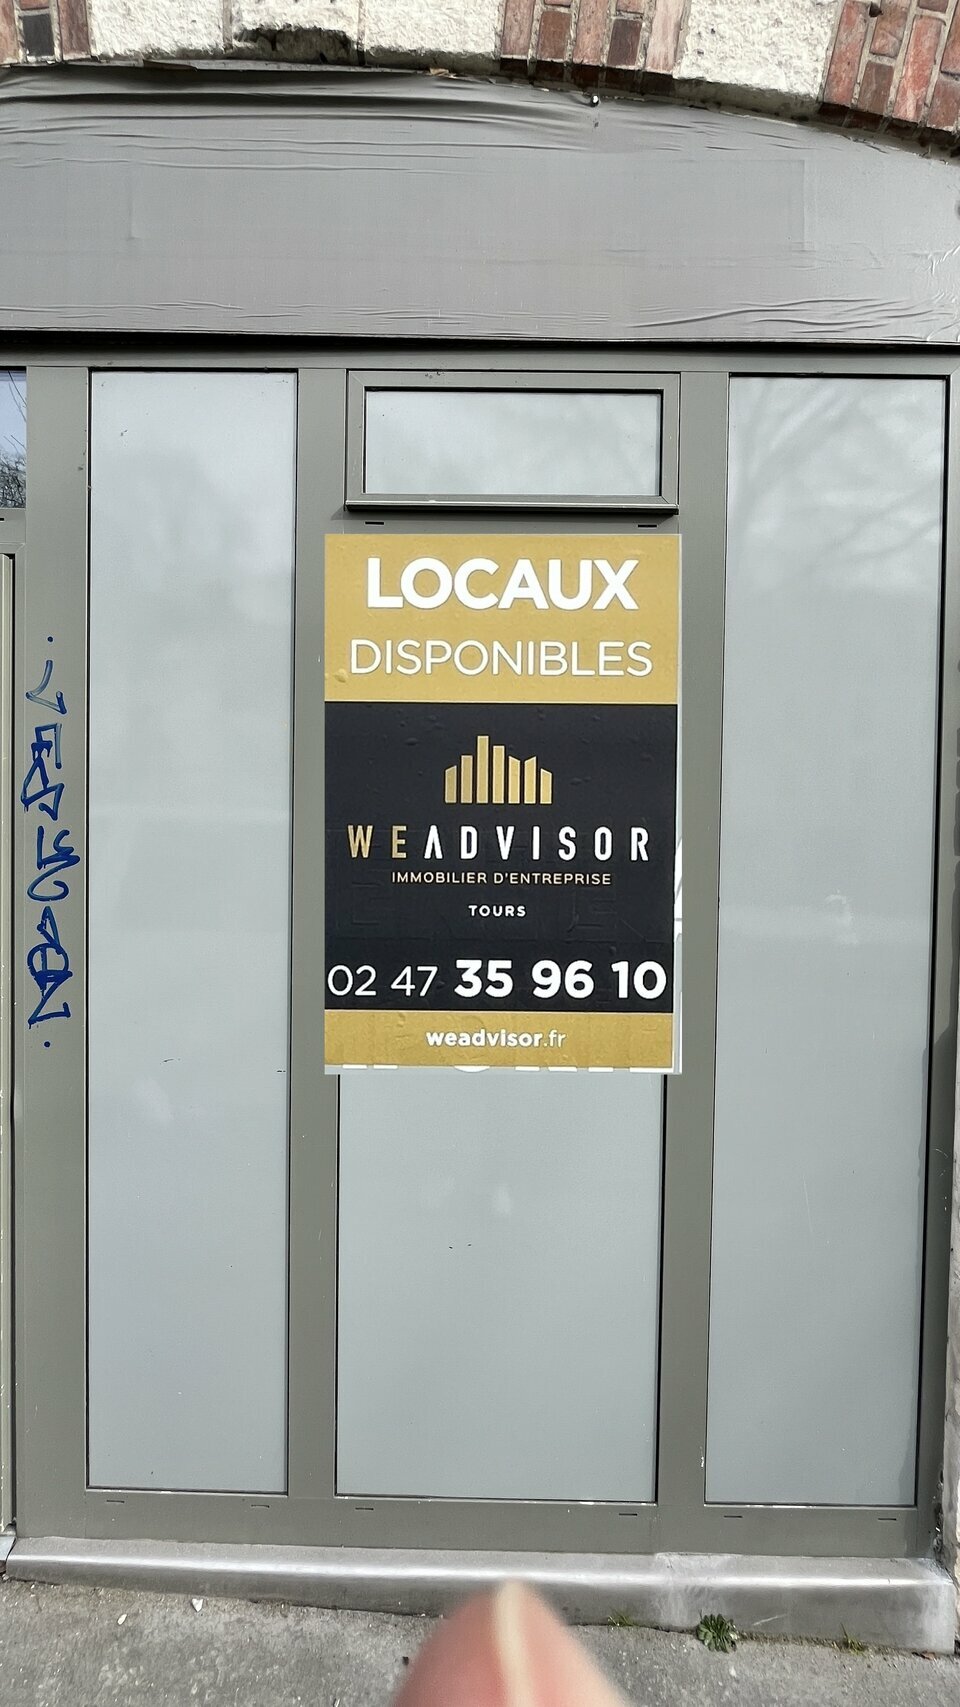 LOCAUX
DISPONIBLES
WEADVISOR
IMMOBILIER D'ENTREPRISE
TOURS
02 47 35 96 10
weadvisor.fr